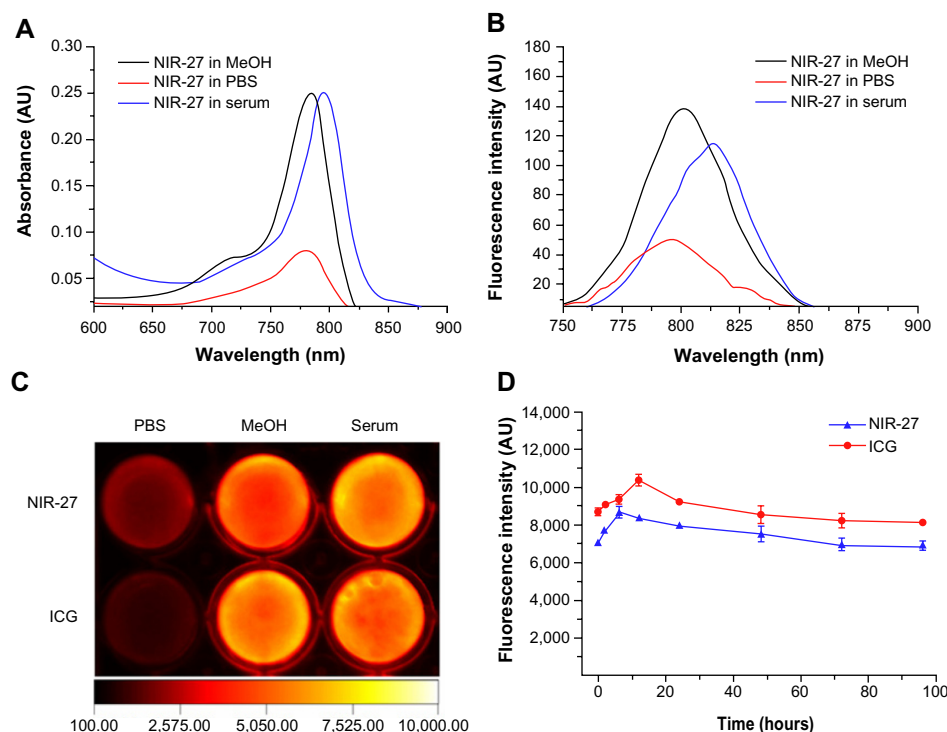 A
0.30
0.25
0.20
0.15
0.10
0.05
Absorbance (AU)
NIR-27 in MeOH
NIR-27 in PBS
NIR-27 in serum
600
700
750
800
900
Wavelength (nm)
B
180
160
140
120
100
80
60
40
20
Fluorescence intensity (AU)
NIR-27 in MeOH
NIR-27 in PBS
NIR-27 in serum
750
775
800
825
850
875
900
Wavelength (nm)
C
PBS MeOH Serum
NIR-27
ICG
100.00 2,575.00 5,050.00 7,525.00 10,000.00
D
14,000
12,000
10,000
8,000
6,000
4,000
2,000
Fluorescence intensity (AU)
NIR-27
ICG
0 20 40 60 80 100
Time (hours)